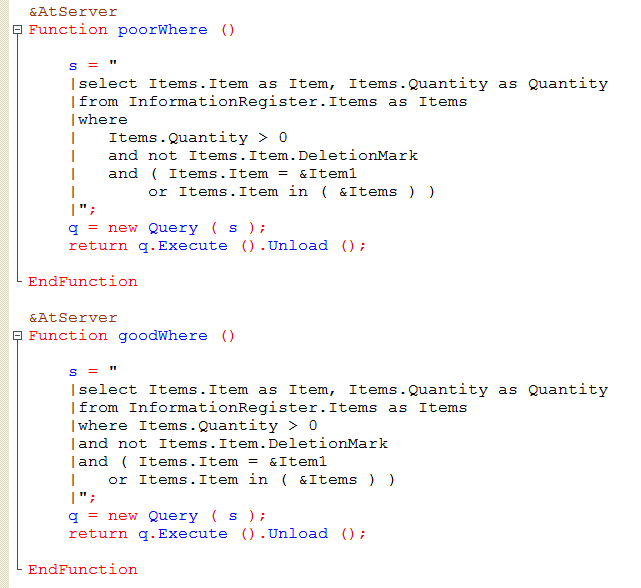 &AtServer
Function poorWhere ()
s = "
|select Items.Item as Item, Items.Quantity as Quantity
|from InformationRegister.Items as Items
|where
|   Items.Quantity > 0
|   and not Items.Item.DeletionMark
|   and ( Items.Item = &Item1
|       or Items.Item in ( &Items ) )
|";
q = new Query ( s );
return q.Execute ().Unload ();
EndFunction
&AtServer
Function goodWhere ()
s = "
|select Items.Item as Item, Items.Quantity as Quantity
|from InformationRegister.Items as Items
|where Items.Quantity > 0
|and not Items.Item.DeletionMark
|and ( Items.Item = &Item1
|   or Items.Item in ( &Items ) )
|";
q = new Query ( s );
return q.Execute ().Unload ();
EndFunction